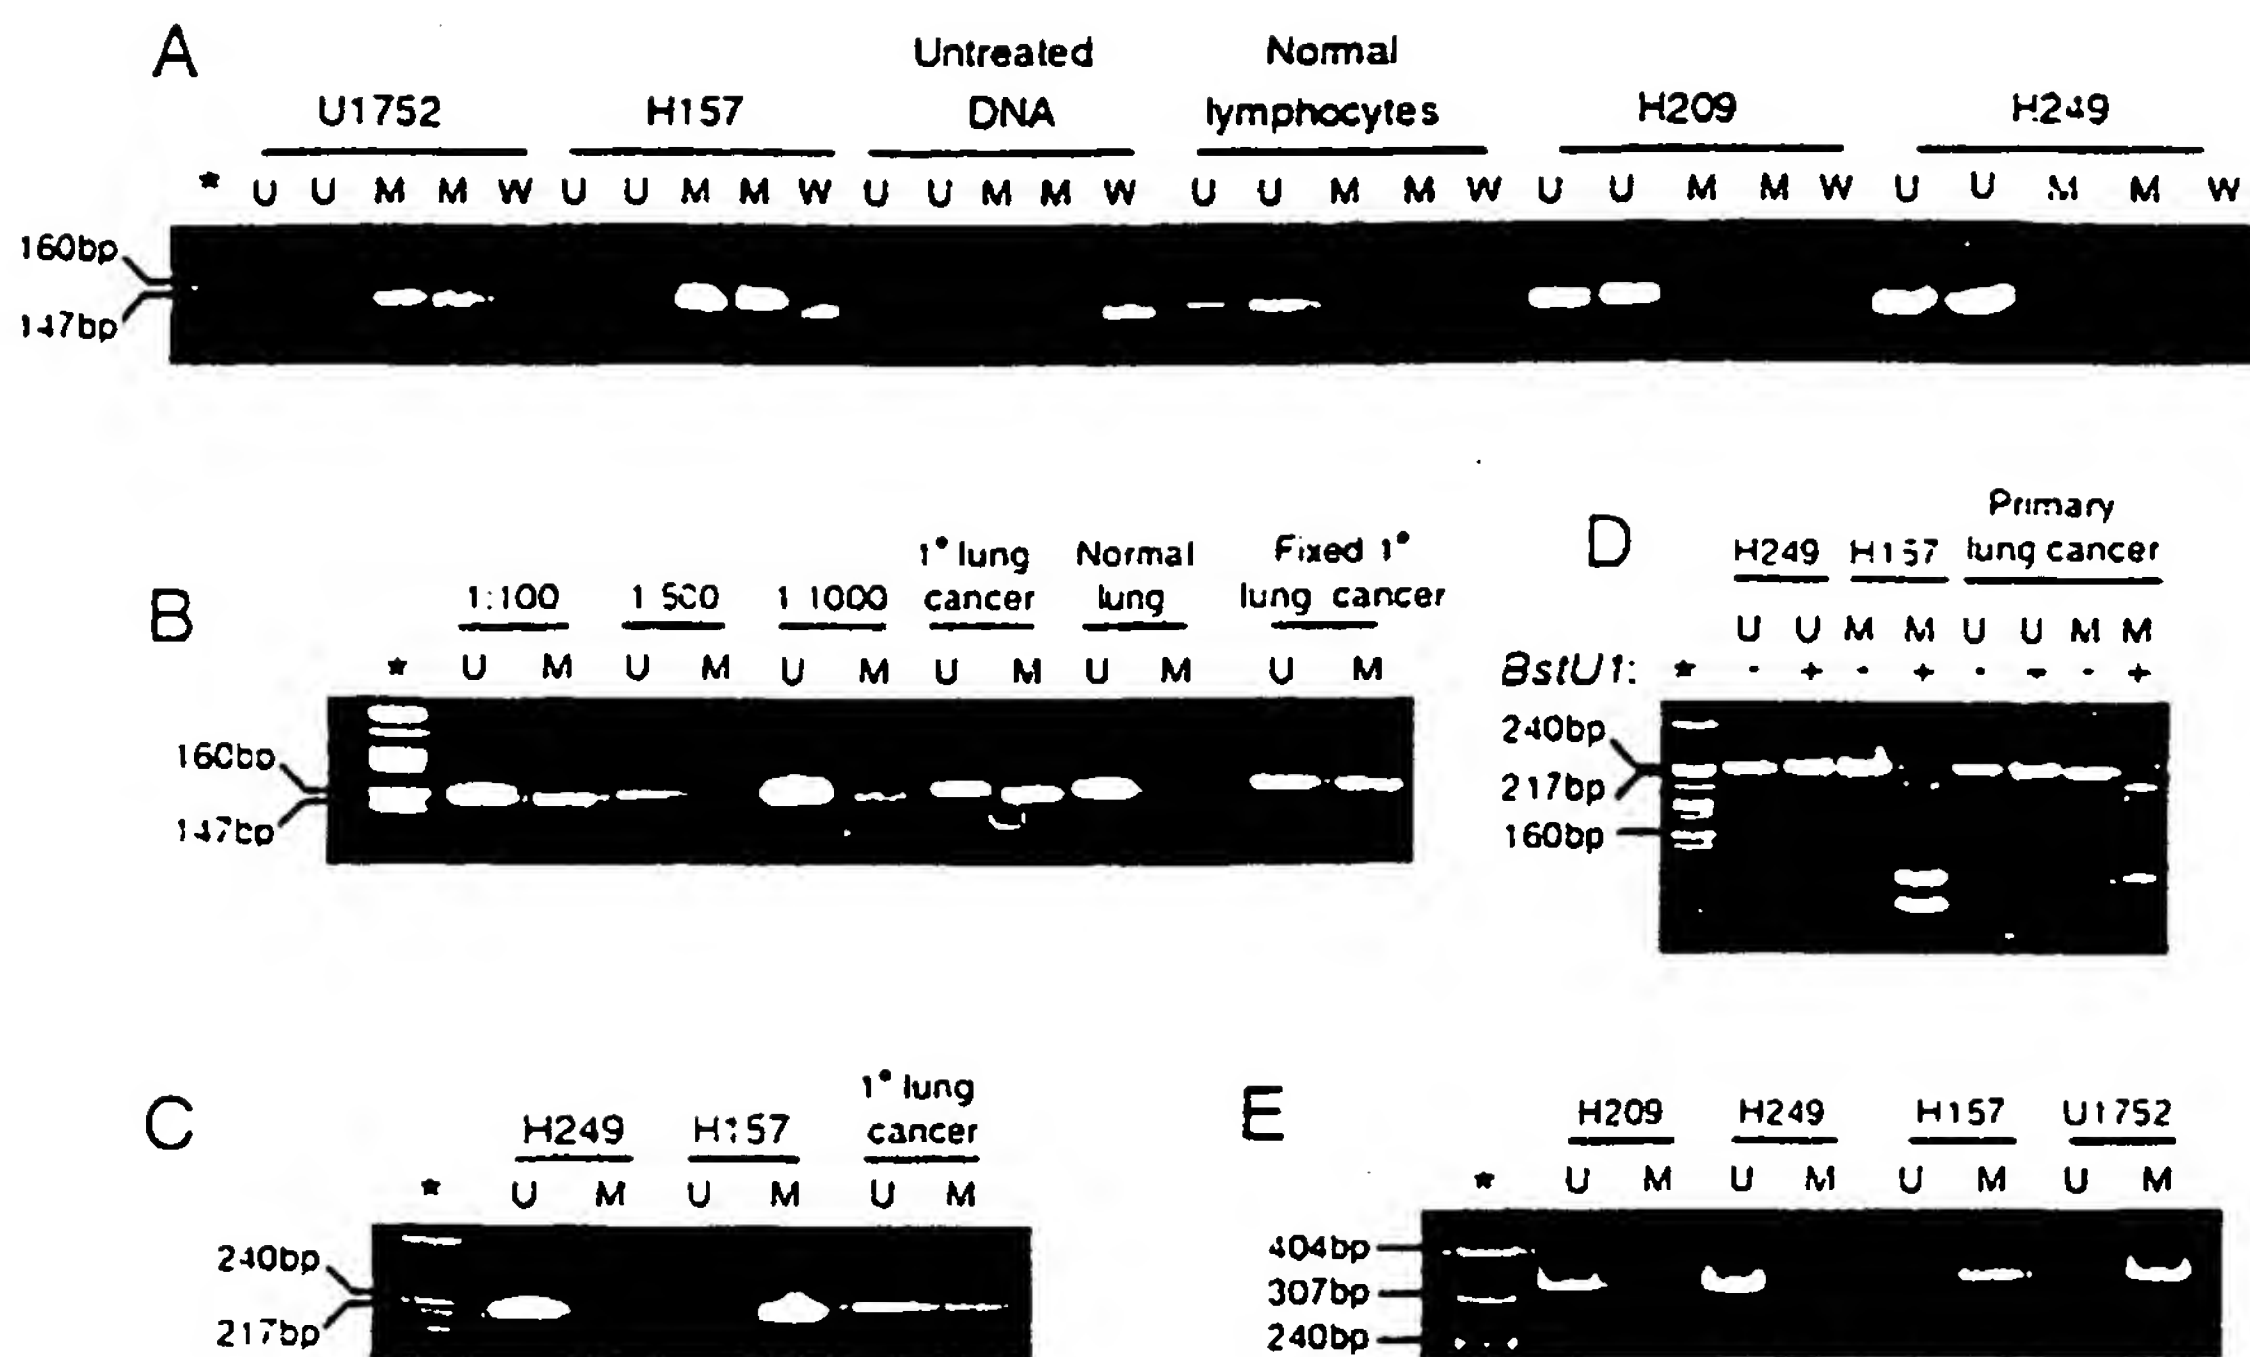 A
Untreated Normal
U1752 H157 DNA lymphocytes H209 H249
* U U M M W U U M M W U U M M W U U M M W U U M M W U U M M W
160bp
147bp
B
1° lung Normal Fixed 1°
1:100 1 500 1 1000 cancer lung lung cancer
* U M U M U M U M U M U M
160bp
147bp
D
Primary
H249 H157 lung cancer
U U M M U U M M
BstU1: * - + - + - + - +
240bp
217bp
160bp
C
1° lung
H249 H157 cancer
* U M U M U M
240bp
217bp
E
H209 H249 H157 U1752
* U M U M U M U M
404bp
307bp
240bp